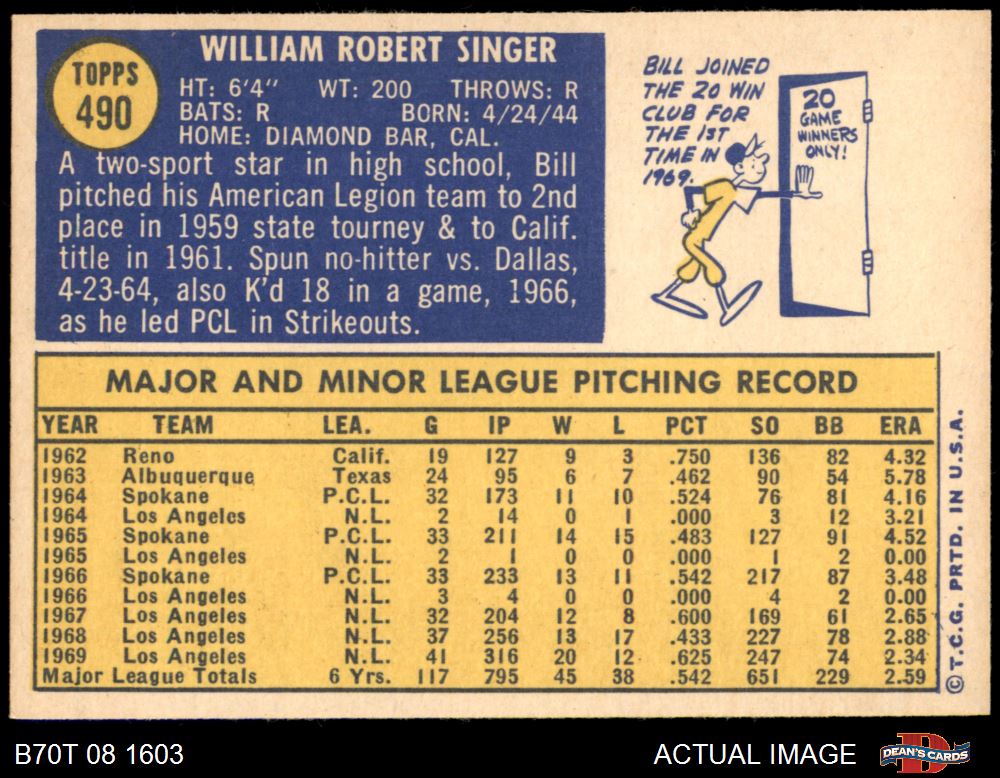 TOPPS
490
WILLIAM ROBERT SINGER
HT: 6'4" WT: 200 THROWS: R
BATS: R BORN: 4/24/44
HOME: DIAMOND BAR, CAL.
A two-sport star in high school, Bill
pitched his American Legion team to 2nd
place in 1959 state tourney & to Calif.
title in 1961. Spun no-hitter vs. Dallas,
4-23-64, also K'd 18 in a game, 1966,
as he led PCL in Strikeouts.
BILL JOINED
THE 20 WIN
CLUB FOR
THE 1ST
TIME IN
1969.
20
GAME
WINNERS
ONLY!
MAJOR AND MINOR LEAGUE PITCHING RECORD
YEAR TEAM LEA. G IP W L PCT SO BB ERA
1962 Reno Calif. 19 127 9 3 .750 136 82 4.32
1963 Albuquerque Texas 24 95 6 7 .462 90 54 5.78
1964 Spokane P.C.L. 32 173 11 10 .524 76 81 4.16
1964 Los Angeles N.L. 2 14 0 1 .000 3 12 3.21
1965 Spokane P.C.L. 33 211 14 15 .483 127 91 4.52
1965 Los Angeles N.L. 2 1 0 0 .000 1 2 0.00
1966 Spokane P.C.L. 33 233 13 11 .542 217 87 3.48
1966 Los Angeles N.L. 3 4 0 0 .000 4 2 0.00
1967 Los Angeles N.L. 32 204 12 8 .600 169 61 2.65
1968 Los Angeles N.L. 37 256 13 17 .433 227 78 2.88
1969 Los Angeles N.L. 41 316 20 12 .625 247 74 2.34
Major League Totals 6 Yrs. 117 795 45 38 .542 651 229 2.59
© T.C.G. PRTD. IN U.S.A.
B70T 08 1603 ACTUAL IMAGE
DEAN'S CARDS